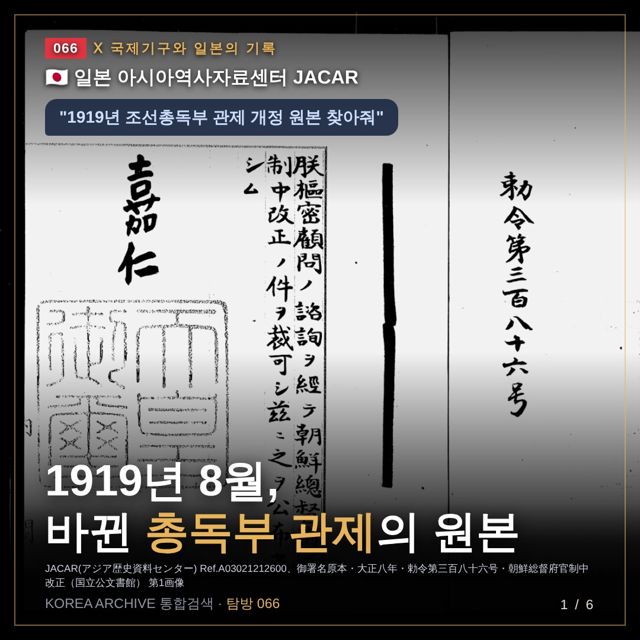 066 X 국제기구와 일본의 기록
🇯🇵 일본 아시아역사자료센터 JACAR
"1919년 조선총독부 관제 개정 원본 찾아줘"
勅令第三百八十六号
朕枢密顧問ノ諮詢ヲ經テ朝鮮總
制中改正ノ件ヲ裁可シ茲ニ之ヲ公布
シム
嘉仁
天皇
御璽
1919년 8월,
바뀐 총독부 관제의 원본
JACAR(アジア歴史資料センター) Ref.A03021212600、御署名原本・大正八年・勅令第三百八十六号・朝鮮総督府官制中
改正（国立公文書館） 第1画像
KOREA ARCHIVE 통합검색 · 탐방 066
1 / 6